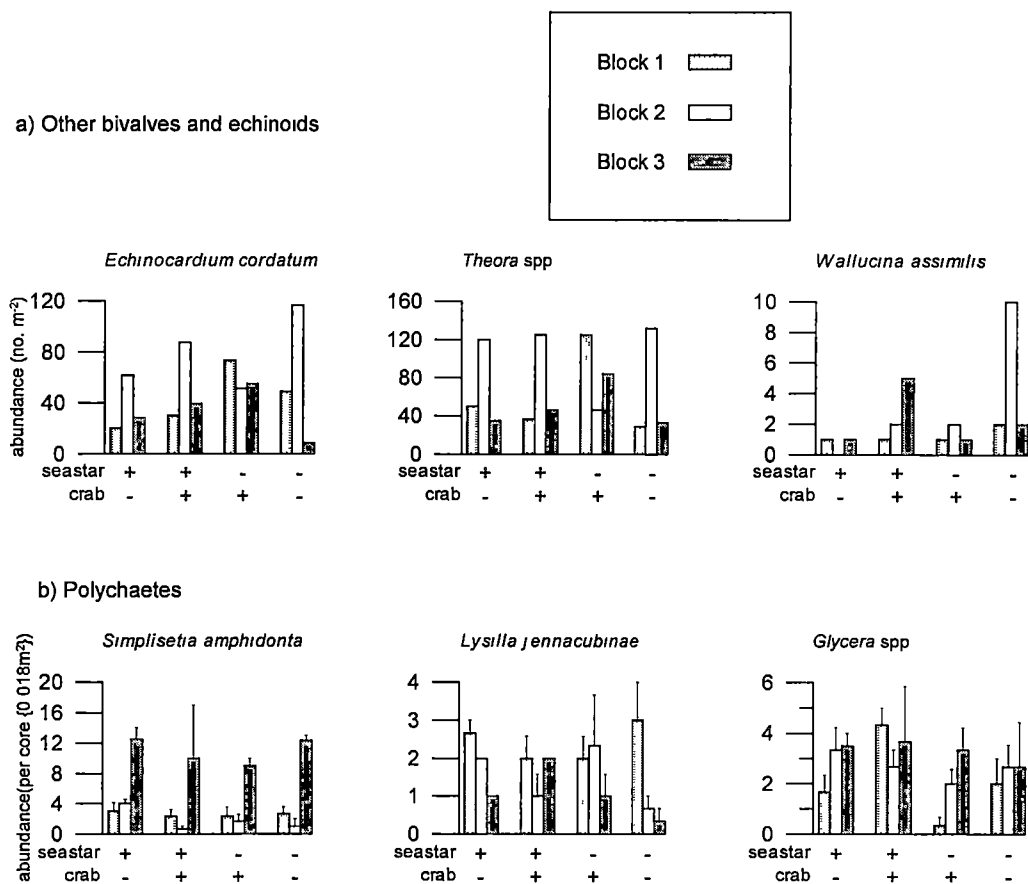 Block 1
Block 2
Block 3
a) Other bivalves and echinoids
Echinocardium cordatum
Theora spp
Wallucina assimilis
abundance (no. m-2)
120
80
40
0
160
120
80
40
0
10
8
6
4
2
0
seastar + + - -
crab - + + -
seastar + + - -
crab - + + -
seastar + + - -
crab - + + -
b) Polychaetes
Simplisetia amphidonta
Lysilla jennacubinae
Glycera spp
abundance(per core {0 018m2})
20
16
12
8
4
0
4
3
2
1
0
6
4
2
0
seastar + + - -
crab - + + -
seastar + + - -
crab - + + -
seastar + + - -
crab - + + -